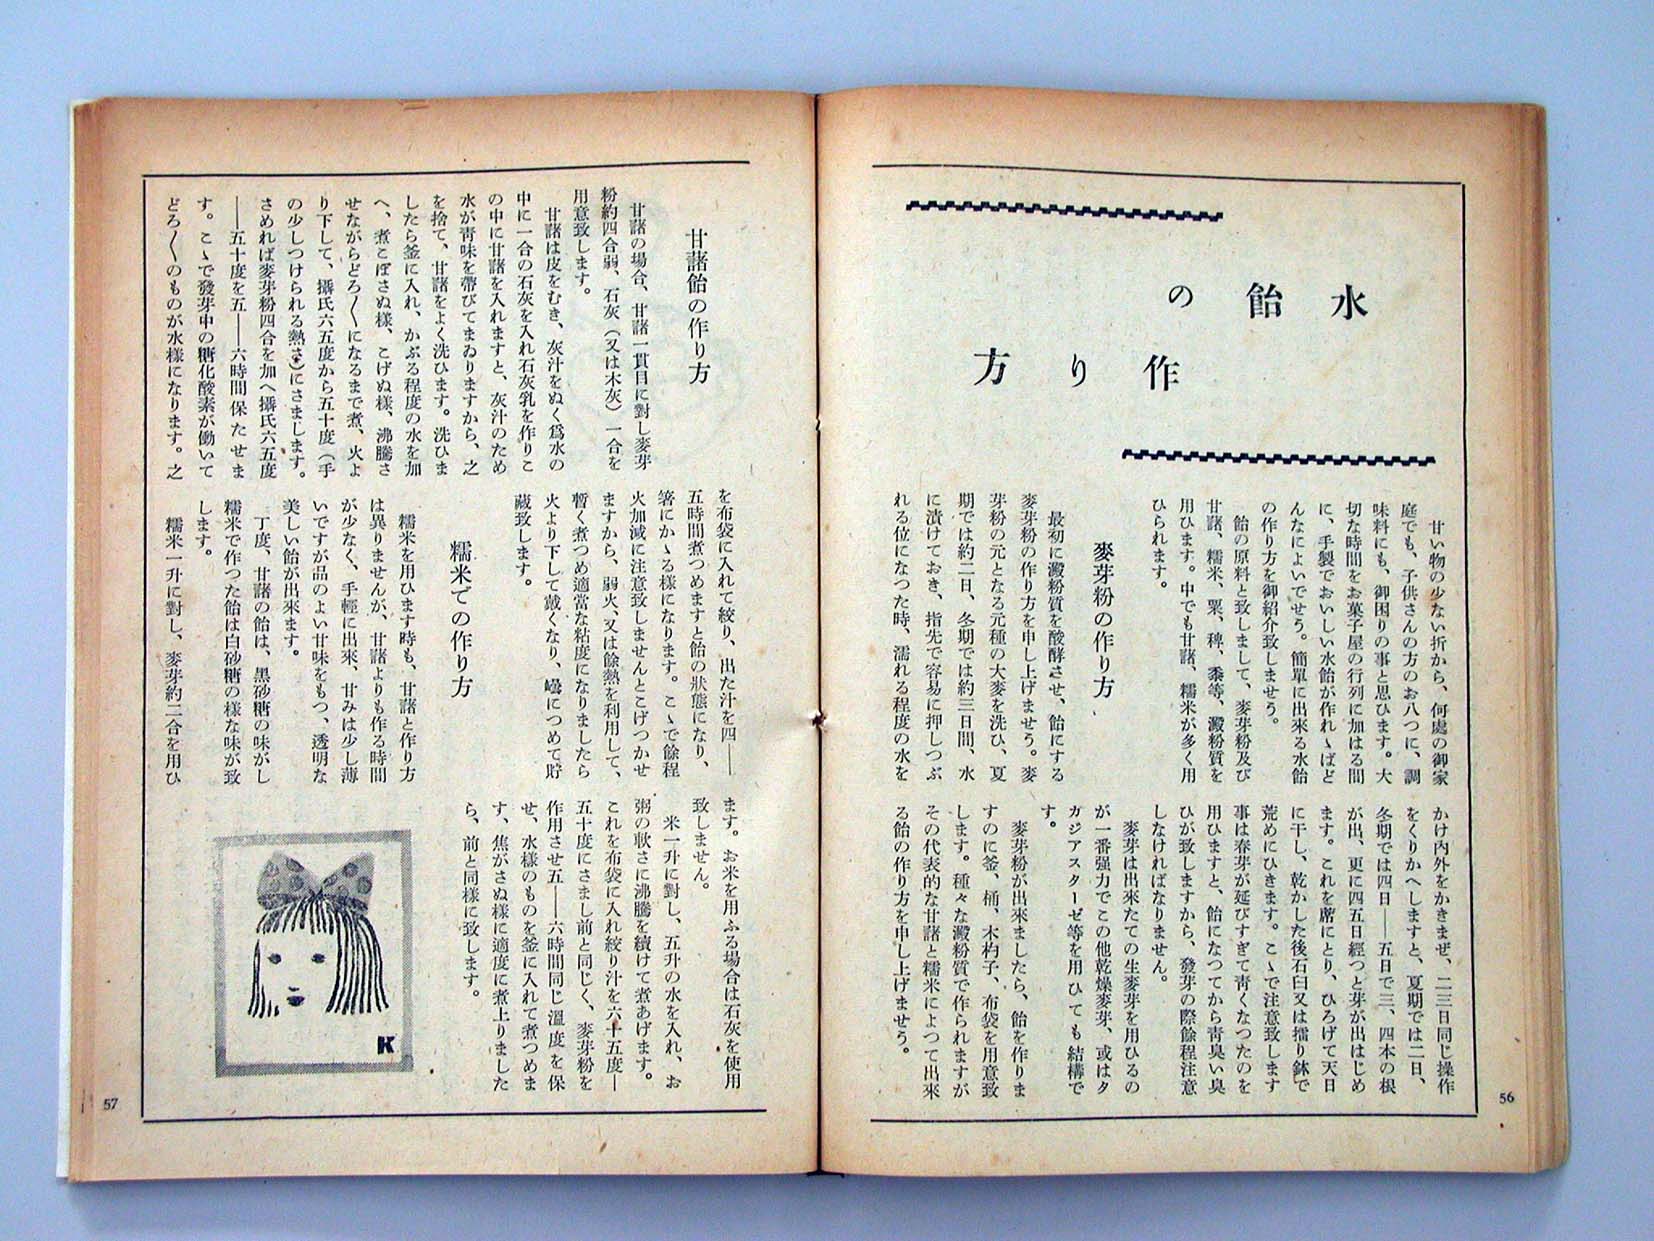 水飴の
作り方
甘い物の少ない折から、何處の御家
庭でも、子供さんの方のお八つに、調
味料にも、御困りの事と思ひます。大
切な時間をお菓子屋の行列に加はる間
に、手製でおいしい水飴が作れゝばど
んなによいでせう。簡單に出來る水飴
の作り方を御紹介致しませう。
飴の原料と致しまして、麥芽粉及び
甘藷、糯米、粟、稗、黍等、澱粉質を
用ひます。中でも甘藷、糯米が多く用
ひられます。
麥芽粉の作り方
最初に澱粉質を酸酵させ、飴にする
麥芽粉の作り方を申し上げませう。麥
芽粉の元となる元種の大麥を洗ひ、夏
期では約二日、冬期では約三日間、水
に漬けておき、指先で容易に押しつぶ
れる位になつた時、濡れる程度の水を
かけ内外をかきまぜ、二三日同じ操作
をくりかへしますと、夏期では二日、
冬期では四日――五日で三、四本の根
が出、更に四五日經つと芽が出はじめ
ます。これを蓆にとり、ひろげて天日
に干し、乾かした後石臼又は擂り鉢で
荒めにひきます。こゝで注意致します
事は春芽が延びすぎて靑くなつたのを
用ひますと、飴になつてから靑臭い臭
ひが致しますから、發芽の際餘程注意
しなければなりません。
麥芽は出來たての生麥芽を用ひるの
が一番强力でこの他乾燥麥芽、或はタ
カジアスターゼ等を用ひても結構で
す。
麥芽粉が出來ましたら、飴を作りま
すのに釜、桶、木杓子、布袋を用意致
します。種々な澱粉質で作られますが
その代表的な甘藷と糯米によつて出來
る飴の作り方を申し上げませう。
56
甘諸飴の作り方
甘諸の場合、甘諸一貫目に對し麥芽
粉約四合弱、石灰（又は木灰）一合を
用意致します。
甘諸は皮をむき、灰汁をぬく爲水の
中に一合の石灰を入れ石灰乳を作りこ
の中に甘諸を入れますと、灰汁のため
水が靑味を帶びてまゐりますから、之
を捨て、甘諸をよく洗ひます。洗ひま
したら釜に入れ、かぶる程度の水を加
へ、煮こぼさぬ様、こげぬ様、沸騰さ
せながらどろ〱になるまで煮、火よ
り下して、攝氏六五度から五十度（手
の少しつけられる熱さ）にさまします。
さめれば麥芽粉四合を加へ攝氏六五度
――五十度を五――六時間保たせま
す。こゝで發芽中の糖化酸素が働いて
どろ〱のものが水様になります。之
を布袋に入れて絞り、出た汁を四――
五時間煮つめますと飴の狀態になり、
箸にかゝる様になります。こゝで餘程
火加減に注意致しませんとこげつかせ
ますから、弱火、又は餘熱を利用して、
暫く煮つめ適當な粘度になりましたら
火より下して戴くなり、罎につめて貯
藏致します。
糯米での作り方
糯米を用ひます時も、甘諸と作り方
は異りませんが、甘諸よりも作る時間
が少なく、手輕に出來、甘みは少し薄
いですが品のよい甘味をもつ、透明な
美しい飴が出來ます。
丁度、甘諸の飴は、黑砂糖の味がし
糯米で作つた飴は白砂糖の様な味が致
します。
糯米一升に對し、麥芽約二合を用ひ
ます。お米を用ふる場合は石灰を使用
致しません。
米一升に對し、五升の水を入れ、お
粥の軟さに沸騰を續けて煮あげます。
これを布袋に入れ絞り汁を六十五度―
五十度にさまし前と同じく、麥芽粉を
作用させ五――六時間同じ溫度を保
せ、水様のものを釜に入れて煮つめま
す、焦がさぬ様に適度に煮上りました
ら、前と同様に致します。
K
57